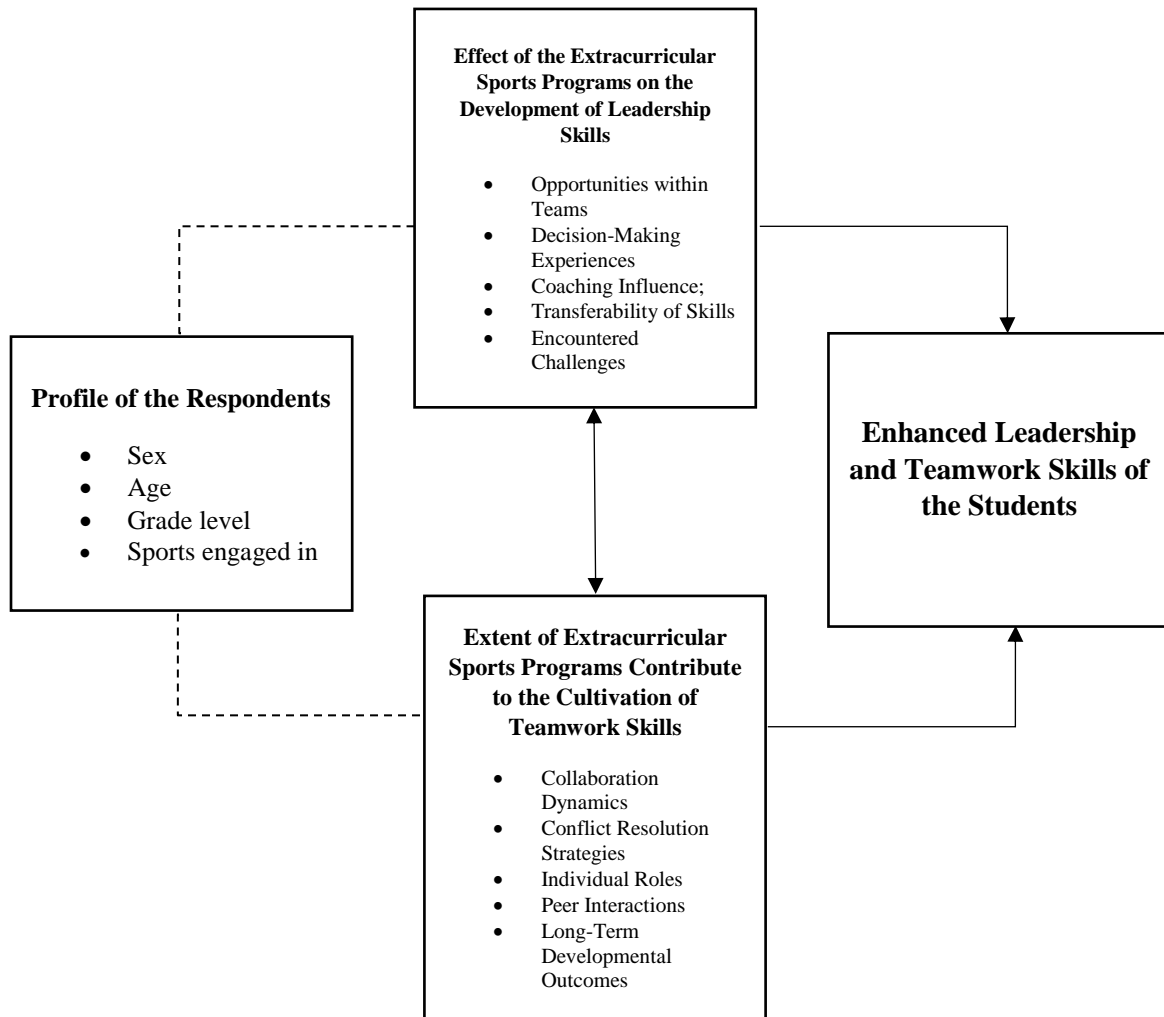 Effect of the Extracurricular
Sports Programs on the
Development of Leadership
Skills
• Opportunities within
Teams
• Decision-Making
Experiences
• Coaching Influence;
• Transferability of Skills
• Encountered
Challenges
Profile of the Respondents
• Sex
• Age
• Grade level
• Sports engaged in
Enhanced Leadership
and Teamwork Skills of
the Students
Extent of Extracurricular
Sports Programs Contribute
to the Cultivation of
Teamwork Skills
• Collaboration
Dynamics
• Conflict Resolution
Strategies
• Individual Roles
• Peer Interactions
• Long-Term
Developmental
Outcomes